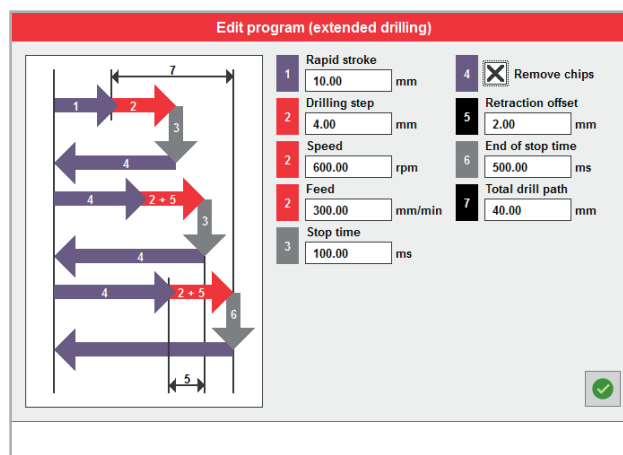 Edit program (extended drilling)
7
1
2
3
4
4
2 + 5
3
4
4
2 + 5
6
5
1
Rapid stroke
10.00
mm
2
Drilling step
4.00
mm
2
Speed
600.00
rpm
2
Feed
300.00
mm/min
3
Stop time
100.00
ms
4
Remove chips
5
Retraction offset
2.00
mm
6
End of stop time
500.00
ms
7
Total drill path
40.00
mm